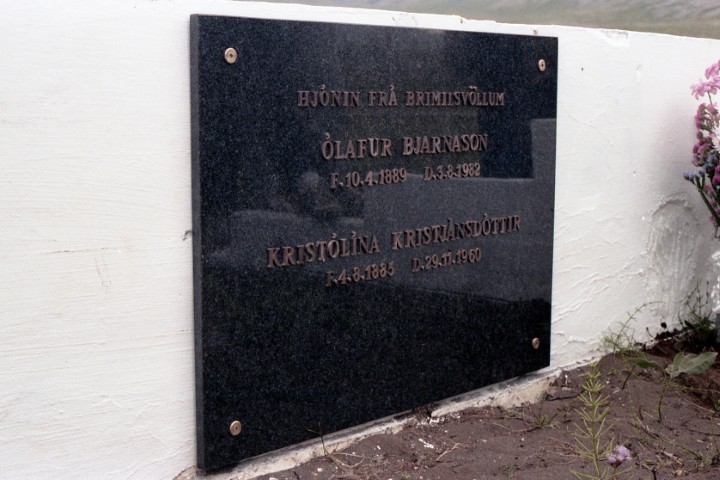 HJÓNIN FRÁ BRIMILSVÖLLUM
ÓLAFUR BJARNASON
F.10.4.1889 D.3.8.1982
KRISTÓLÍNA KRISTJÁNSDÓTTIR
F.4.8.1885 D.29.11.1960